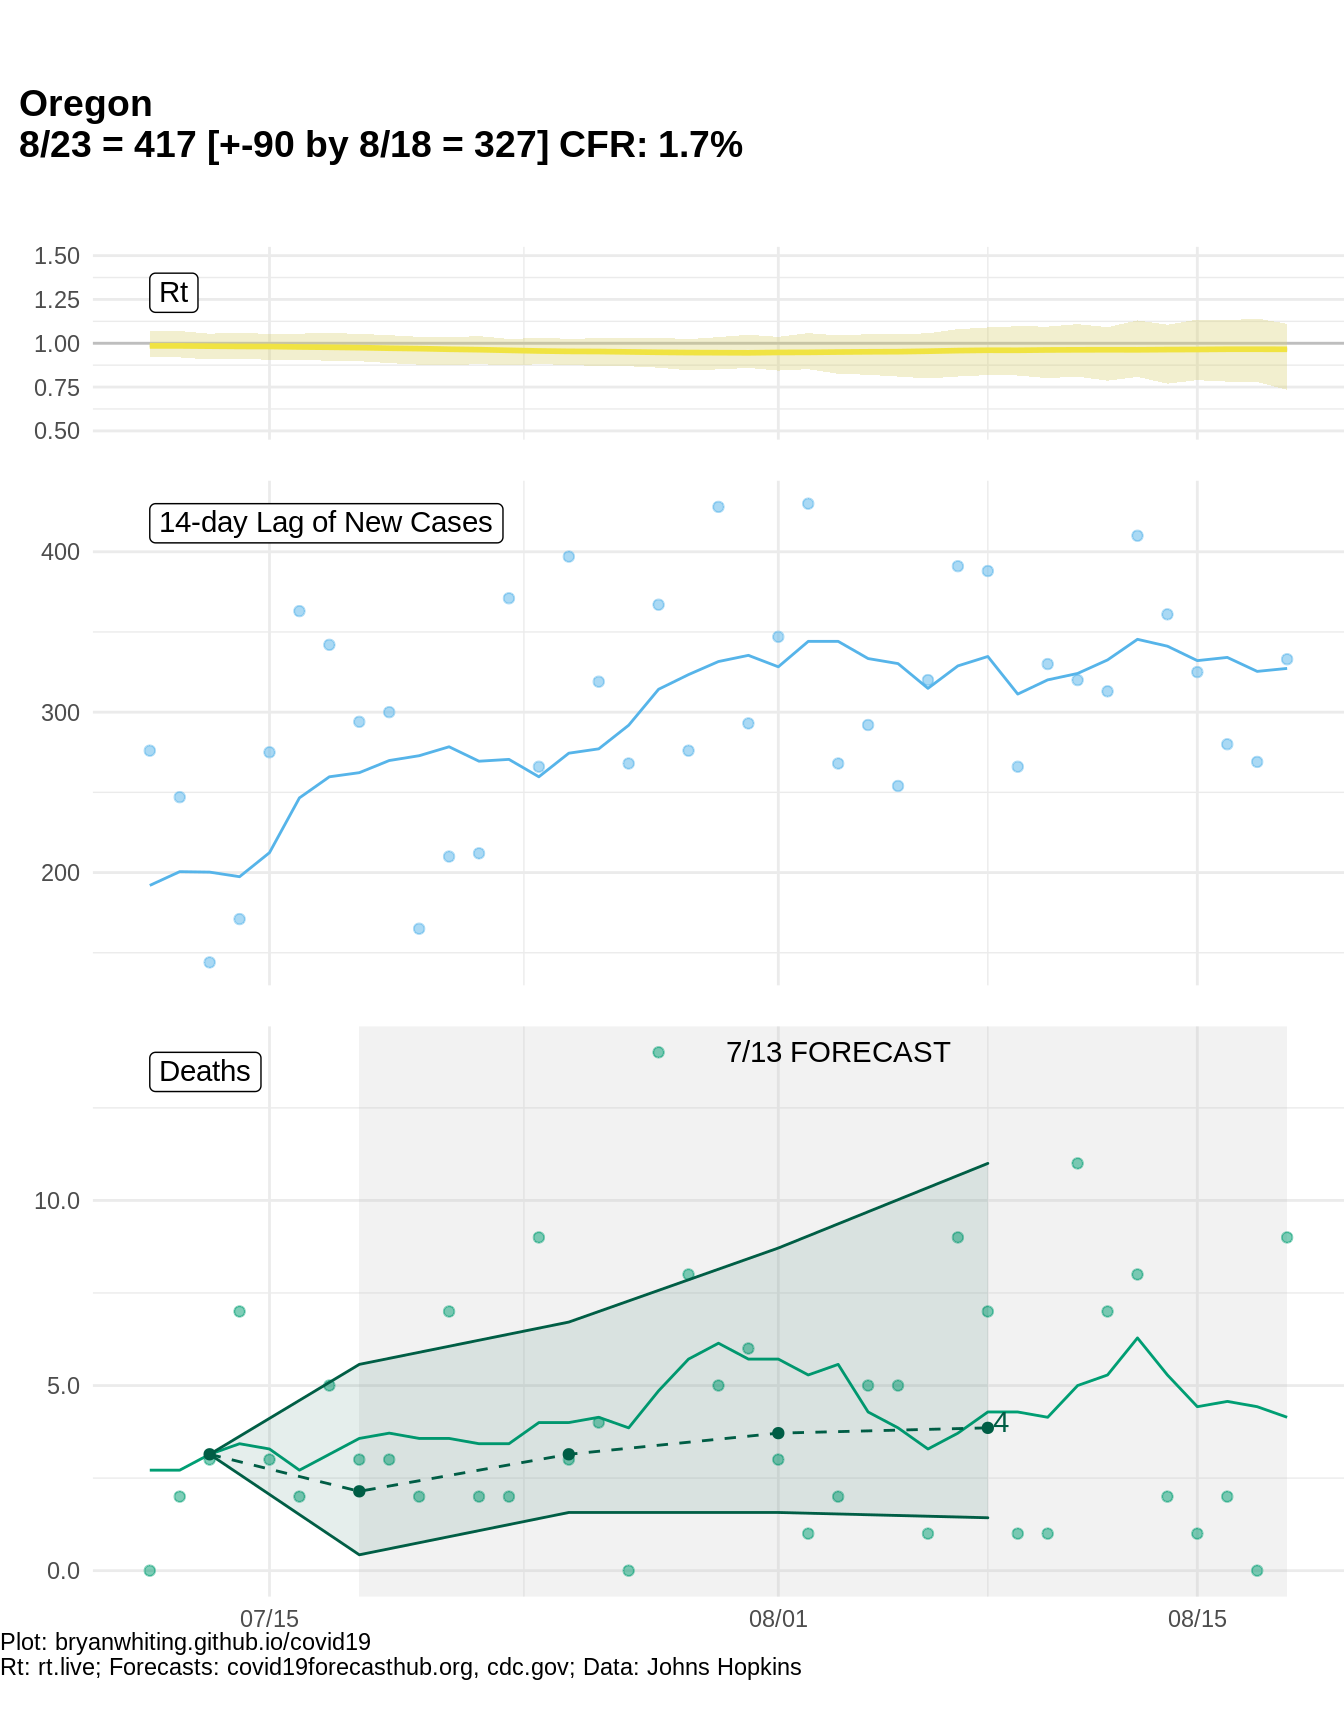 Oregon
8/23 = 417 [+-90 by 8/18 = 327] CFR: 1.7%
1.50
Rt
1.25
1.00
0.75
0.50
14-day Lag of New Cases
400
300
200
7/13 FORECAST
Deaths
10.0
5.0
4
0.0
07/15 08/01 08/15
Plot: bryanwhiting.github.io/covid19
Rt: rt.live; Forecasts: covid19forecasthub.org, cdc.gov; Data: Johns Hopkins